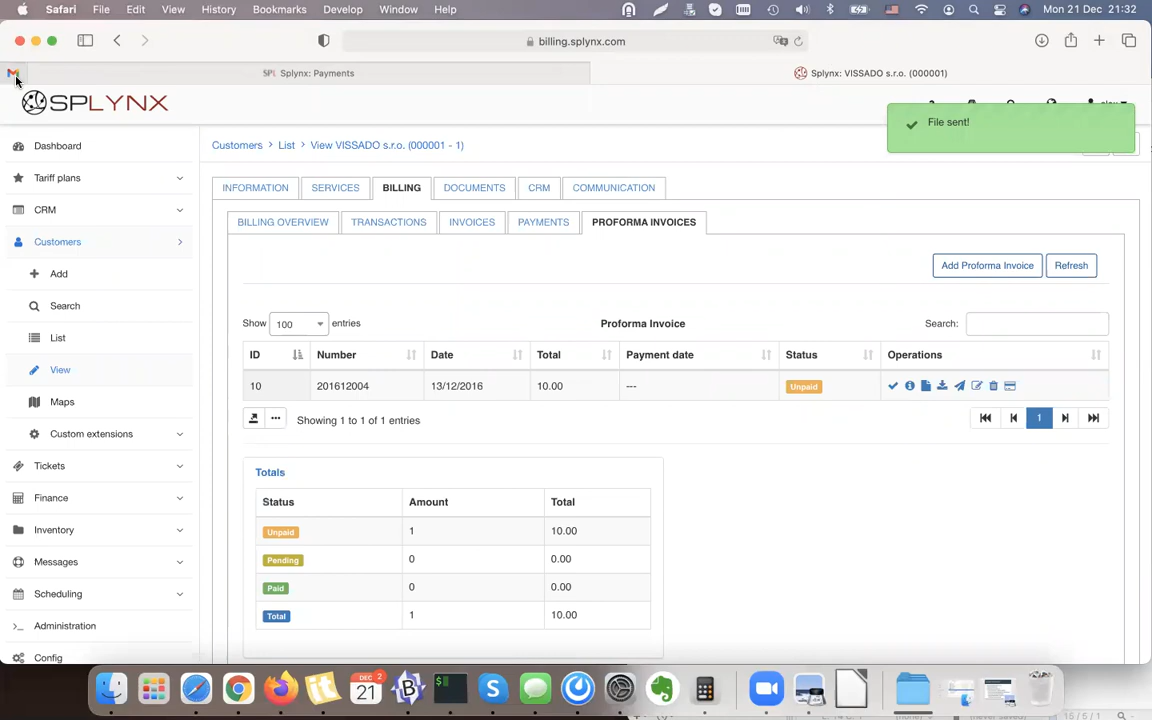 Safari File Edit View History Bookmarks Develop Window Help Mon 21 Dec 21:32
billing.splynx.com
SPL Splynx: Payments
Splynx: VISSADO s.r.o. (000001)
SPLYNX
File sent!
Customers > List > View VISSADO s.r.o. (000001 - 1)
Dashboard
Tariff plans
CRM
Customers
Add
Search
List
View
Maps
Custom extensions
Tickets
Finance
Inventory
Messages
Scheduling
Administration
Config
INFORMATION SERVICES BILLING DOCUMENTS CRM COMMUNICATION
BILLING OVERVIEW TRANSACTIONS INVOICES PAYMENTS PROFORMA INVOICES
Add Proforma Invoice Refresh
Show 100 entries Proforma Invoice Search:
ID Number Date Total Payment date Status Operations
10 201612004 13/12/2016 10.00 --- Unpaid
Showing 1 to 1 of 1 entries 1
Totals
Status Amount Total
Unpaid 1 10.00
Pending 0 0.00
Paid 0 0.00
Total 1 10.00
DEC 2
21